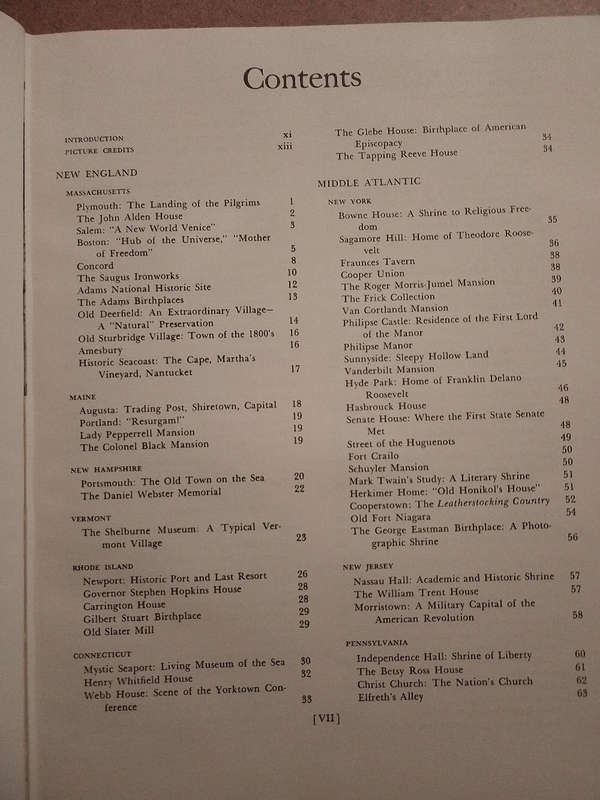 Contents
INTRODUCTION xi
PICTURE CREDITS xiii
NEW ENGLAND
MASSACHUSETTS
Plymouth: The Landing of the Pilgrims 1
The John Alden House 2
Salem: "A New World Venice" 3
Boston: "Hub of the Universe," "Mother
of Freedom" 5
Concord 8
The Saugus Ironworks 10
Adams National Historic Site 12
The Adams Birthplaces 13
Old Deerfield: An Extraordinary Village—
A "Natural" Preservation 14
Old Sturbridge Village: Town of the 1800's 16
Amesbury 16
Historic Seacoast: The Cape, Martha's
Vineyard, Nantucket 17
MAINE
Augusta: Trading Post, Shiretown, Capital 18
Portland: "Resurgam!" 19
Lady Pepperrell Mansion 19
The Colonel Black Mansion 19
NEW HAMPSHIRE
Portsmouth: The Old Town on the Sea 20
The Daniel Webster Memorial 22
VERMONT
The Shelburne Museum: A Typical Ver-
mont Village 23
RHODE ISLAND
Newport: Historic Port and Last Resort 26
Governor Stephen Hopkins House 28
Carrington House 28
Gilbert Stuart Birthplace 29
Old Slater Mill 29
CONNECTICUT
Mystic Seaport: Living Museum of the Sea 30
Henry Whitfield House 32
Webb House: Scene of the Yorktown Con-
ference 33
The Glebe House: Birthplace of American
Episcopacy 34
The Tapping Reeve House 34
MIDDLE ATLANTIC
NEW YORK
Bowne House: A Shrine to Religious Free-
dom 35
Sagamore Hill: Home of Theodore Roose-
velt 36
Fraunces Tavern 38
Cooper Union 38
The Roger Morris-Jumel Mansion 39
The Frick Collection 40
Van Cortlandt Mansion 41
Philipse Castle: Residence of the First Lord
of the Manor 42
Philipse Manor 43
Sunnyside: Sleepy Hollow Land 44
Vanderbilt Mansion 45
Hyde Park: Home of Franklin Delano
Roosevelt 46
Hasbrouck House 48
Senate House: Where the First State Senate
Met 48
Street of the Huguenots 49
Fort Crailo 50
Schuyler Mansion 50
Mark Twain's Study: A Literary Shrine 51
Herkimer Home: "Old Honikol's House" 51
Cooperstown: The Leatherstocking Country 52
Old Fort Niagara 54
The George Eastman Birthplace: A Photo-
graphic Shrine 56
NEW JERSEY
Nassau Hall: Academic and Historic Shrine 57
The William Trent House 57
Morristown: A Military Capital of the
American Revolution 58
PENNSYLVANIA
Independence Hall: Shrine of Liberty 60
The Betsy Ross House 61
Christ Church: The Nation's Church 62
Elfreth's Alley 63
[VII]